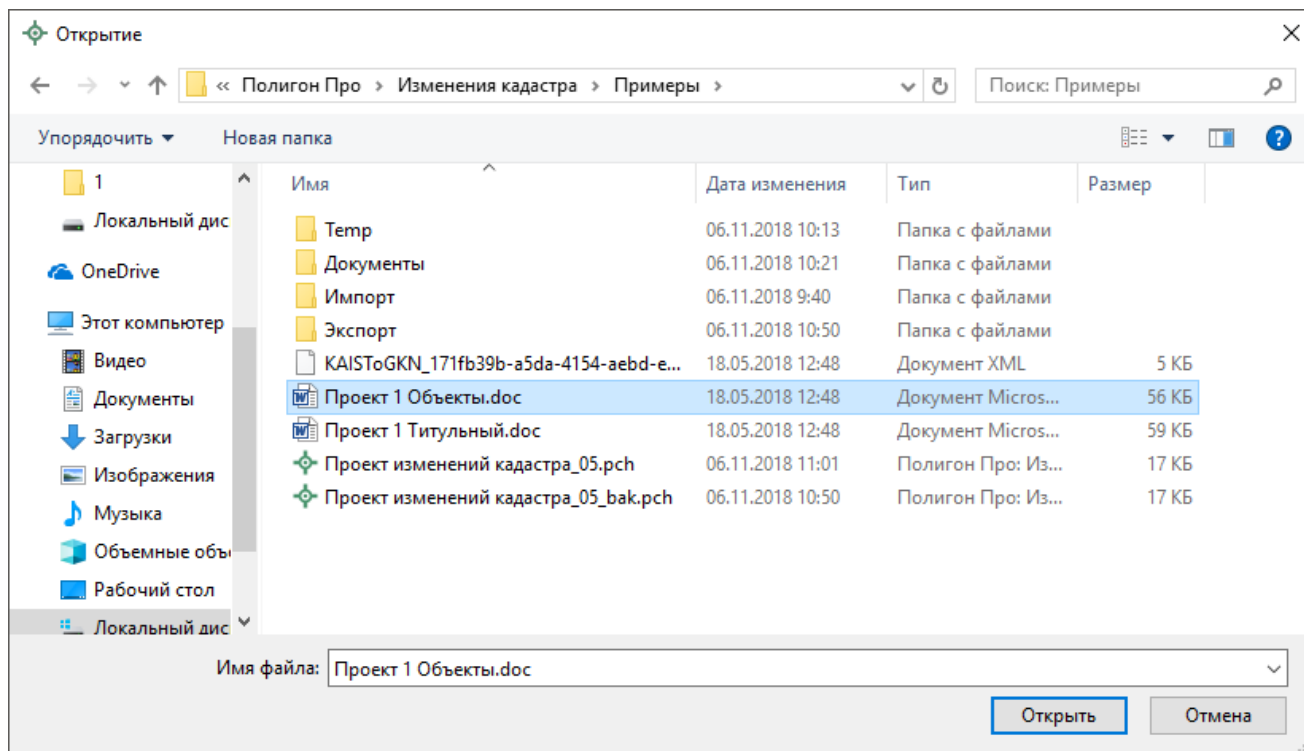 Открытие
« Полигон Про › Изменения кадастра › Примеры ›
Поиск: Примеры
Упорядочить
Новая папка
1
Локальный дис
OneDrive
Этот компьютер
Видео
Документы
Загрузки
Изображения
Музыка
Объемные объ
Рабочий стол
Локальный дис
Имя Дата изменения Тип Размер
Temp 06.11.2018 10:13 Папка с файлами
Документы 06.11.2018 10:21 Папка с файлами
Импорт 06.11.2018 9:40 Папка с файлами
Экспорт 06.11.2018 10:50 Папка с файлами
KAISToGKN_171fb39b-a5da-4154-aebd-e... 18.05.2018 12:48 Документ XML 5 КБ
Проект 1 Объекты.doc 18.05.2018 12:48 Документ Micros... 56 КБ
Проект 1 Титульный.doc 18.05.2018 12:48 Документ Micros... 59 КБ
Проект изменений кадастра_05.pch 06.11.2018 11:01 Полигон Про: Из... 17 КБ
Проект изменений кадастра_05_bak.pch 06.11.2018 10:50 Полигон Про: Из... 17 КБ
Имя файла: Проект 1 Объекты.doc
Открыть Отмена